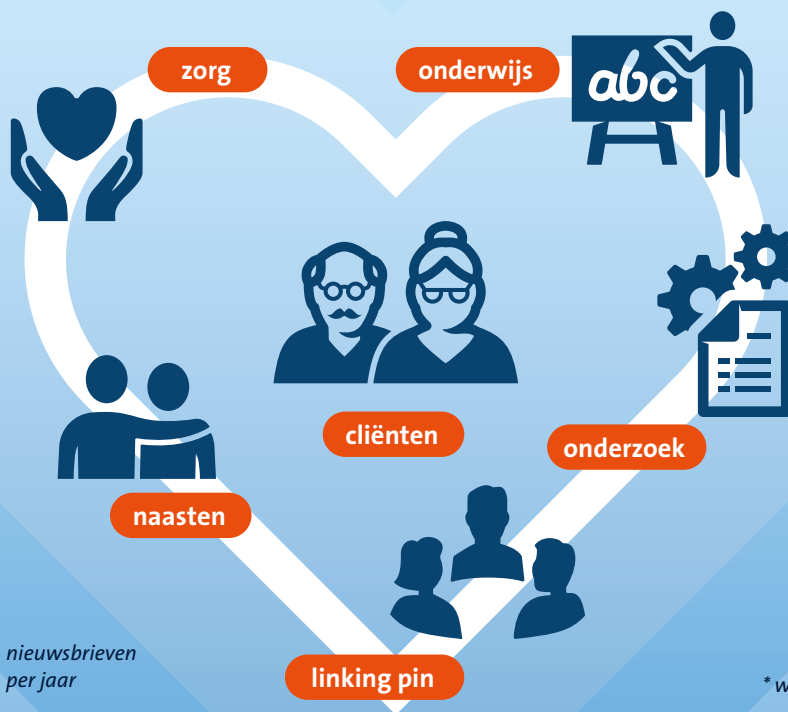 zorg
onderwijs
abc
cliënten
onderzoek
naasten
linking pin
nieuwsbrieven
per jaar
* w